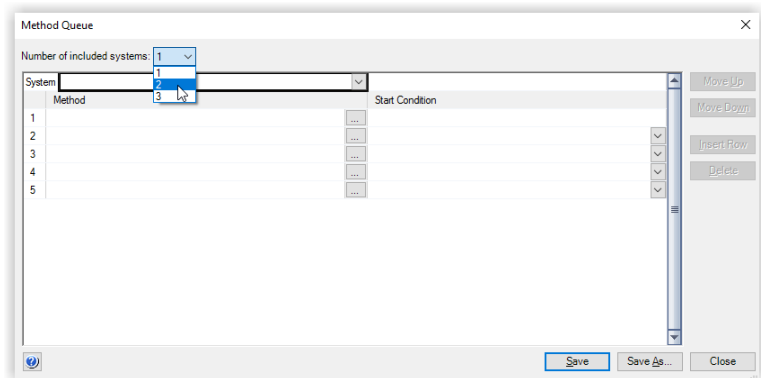 Method Queue
Number of included systems: 1
1
2
3
System
Method Start Condition
Move Up
Move Down
Insert Row
Delete
1 ...
2 ...
3 ...
4 ...
5 ...
Save Save As... Close